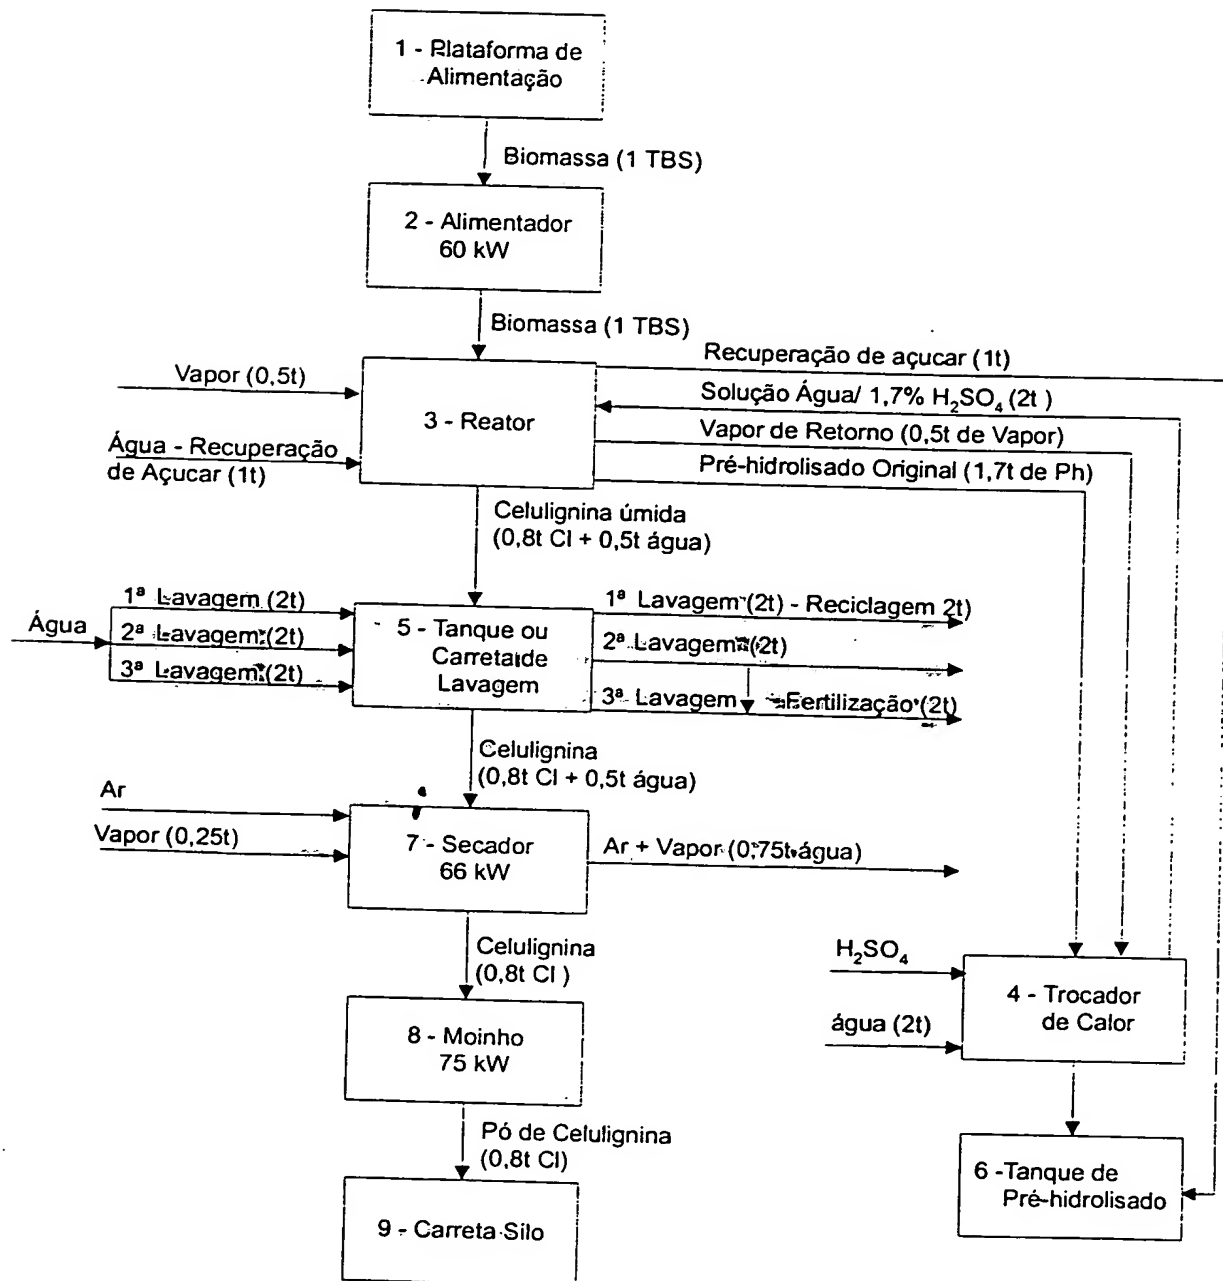 1 - Plataforma de
Alimentação
Biomassa (1 TBS)
2 - Alimentador
60 kW
Biomassa (1 TBS)
Recuperação de açucar (1t)
Vapor (0,5t)
Solução Água/ 1,7% H₂SO₄ (2t )
3 - Reator
Vapor de Retorno (0,5t de Vapor)
Água - Recuperação
de Açucar (1t)
Pré-hidrolisado Original (1,7t de Ph)
Celulignina úmida
(0,8t Cl + 0,5t água)
1ª Lavagem (2t)
1ª Lavagem (2t) - Reciclagem 2t)
Água
2ª Lavagem (2t)
5 - Tanque ou
Carreta de
Lavagem
2ª Lavagem (2t)
3ª Lavagem (2t)
3ª Lavagem
Fertilização (2t)
Celulignina
(0,8t Cl + 0,5t água)
Ar
Vapor (0,25t)
7 - Secador
66 kW
Ar + Vapor (0,75t água)
Celulignina
(0,8t Cl )
H₂SO₄
4 - Trocador
de Calor
água (2t)
8 - Moinho
75 kW
Pó de Celulignina
(0,8t Cl)
6 -Tanque de
Pré-hidrolisado
9 - Carreta Silo